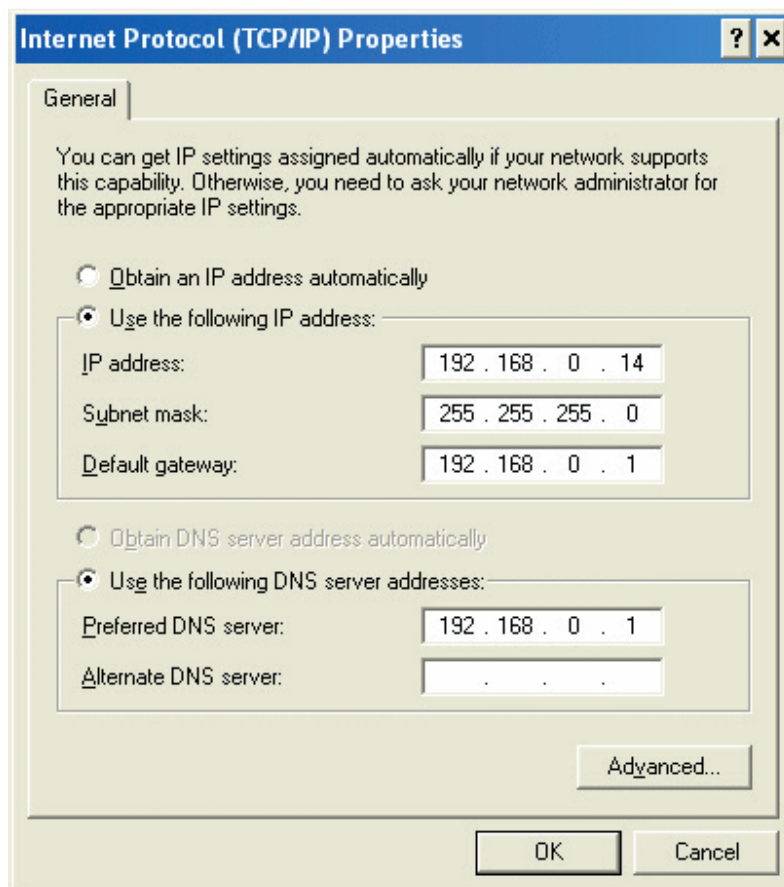 Internet Protocol (TCP/IP) Properties
General
You can get IP settings assigned automatically if your network supports
this capability. Otherwise, you need to ask your network administrator for
the appropriate IP settings.
Obtain an IP address automatically
Use the following IP address:
IP address: 192 . 168 . 0 . 14
Subnet mask: 255 . 255 . 255 . 0
Default gateway: 192 . 168 . 0 . 1
Obtain DNS server address automatically
Use the following DNS server addresses:
Preferred DNS server: 192 . 168 . 0 . 1
Alternate DNS server: . . .
Advanced...
OK Cancel